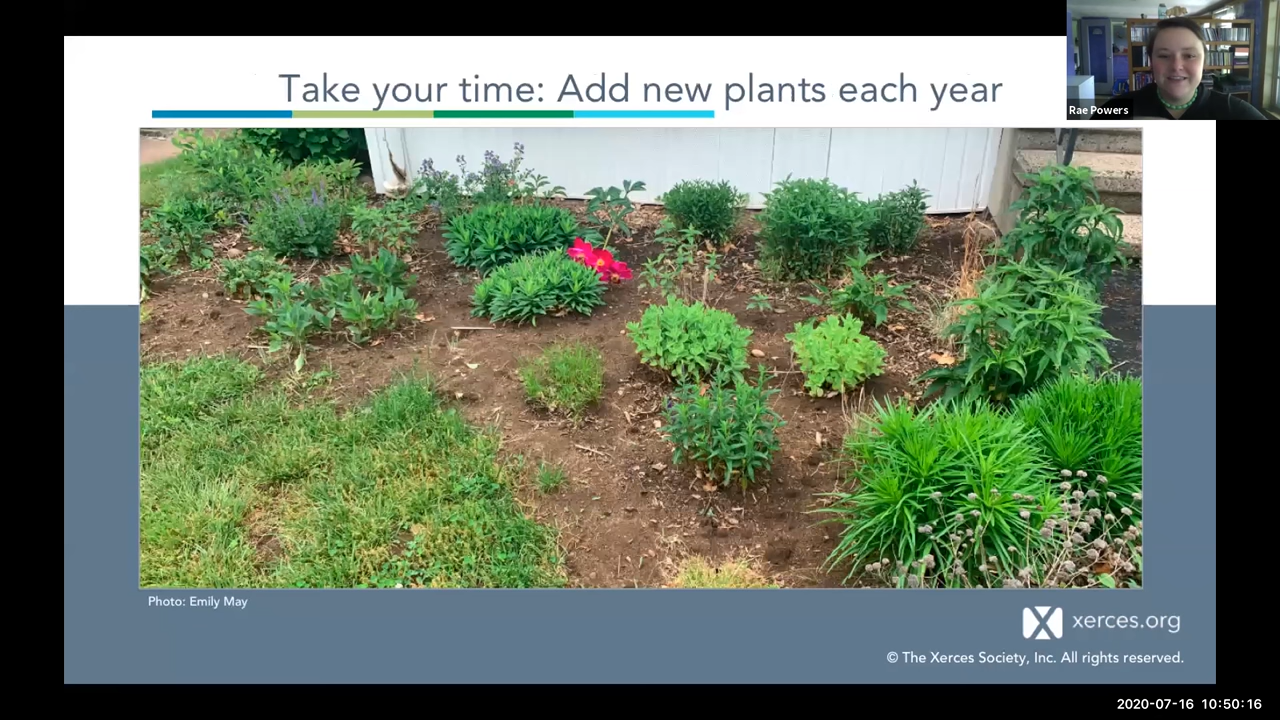 Take your time: Add new plants each year
Rae Powers
Photo: Emily May
xerces.org
© The Xerces Society, Inc. All rights reserved.
2020-07-16 10:50:16